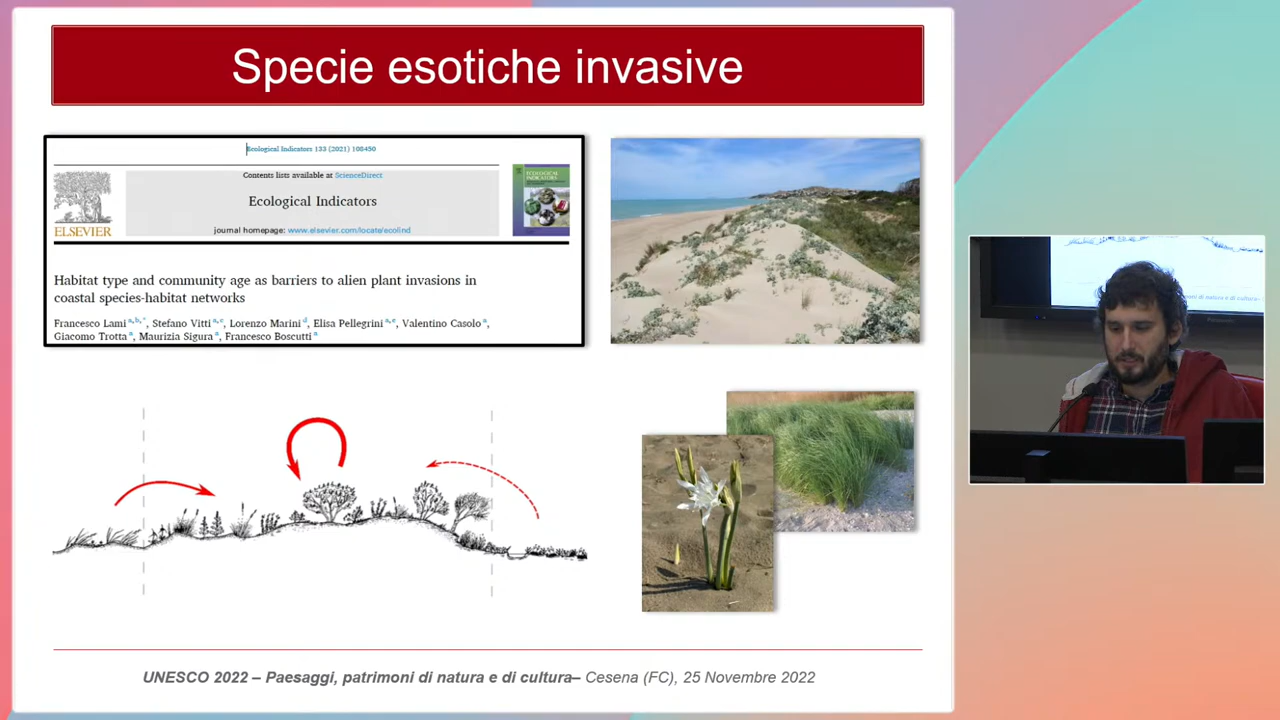 Specie esotiche invasive
Ecological Indicators 133 (2021) 108490
Contents lists available at ScienceDirect
Ecological Indicators
journal homepage: www.elsevier.com/locate/ecolind
ELSEVIER
ECOLOGICAL
INDICATORS
Habitat type and community age as barriers to alien plant invasions in
coastal species-habitat networks
Francesco Lami a,b,*, Stefano Vitti a,c, Lorenzo Marini d, Elisa Pellegrini a,e, Valentino Casolo a,
Giacomo Trotta a, Maurizia Sigura a, Francesco Boscutti a
UNESCO 2022 – Paesaggi, patrimoni di natura e di cultura– Cesena (FC), 25 Novembre 2022